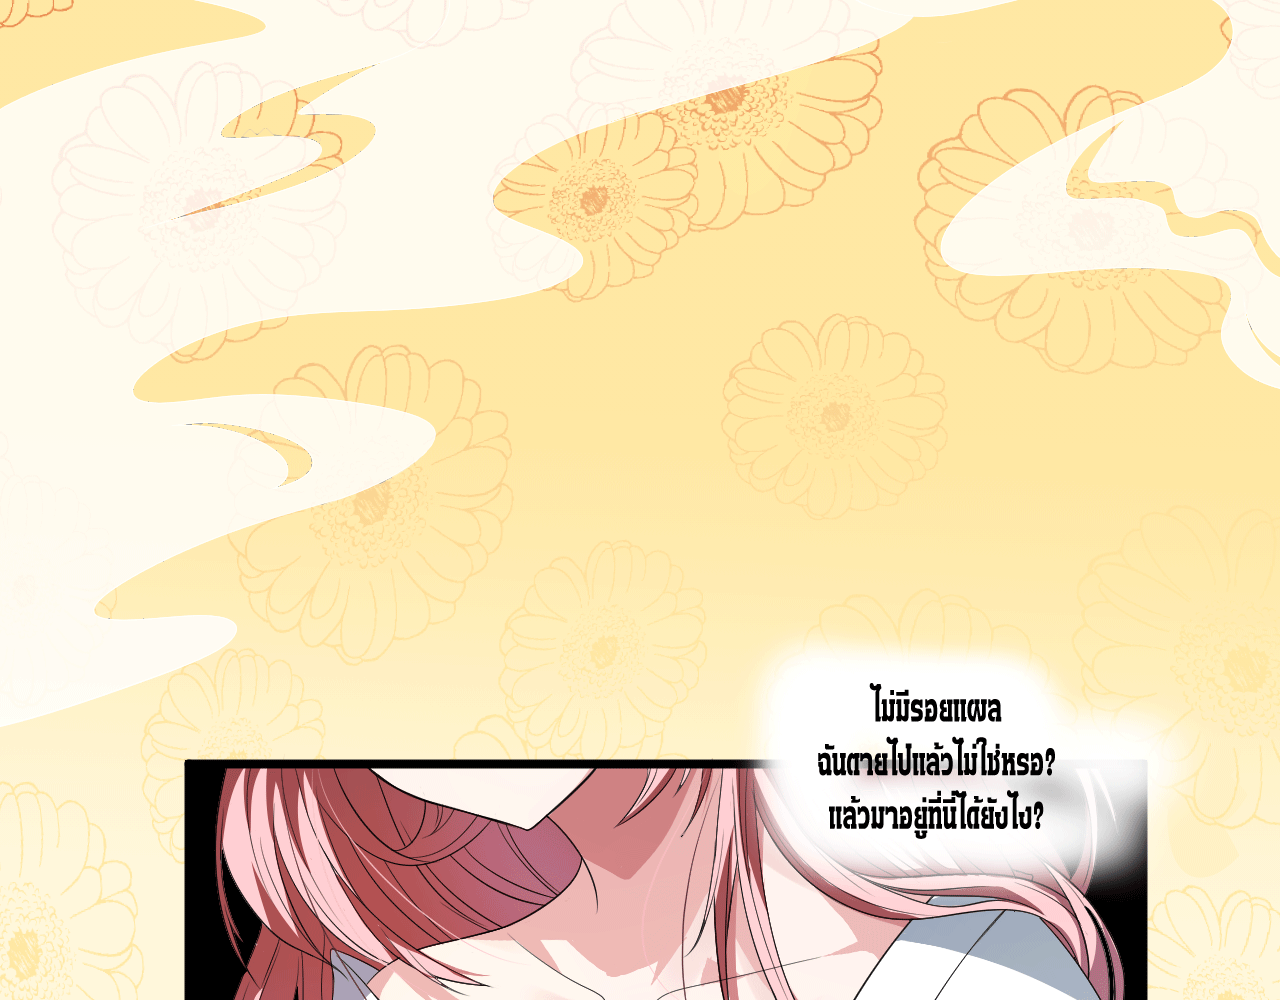 ไม่มีรอยแผล
ฉันตายไปแล้วไม่ใช่หรอ?
แล้วมาอยู่ที่นี่ได้ยังไง?